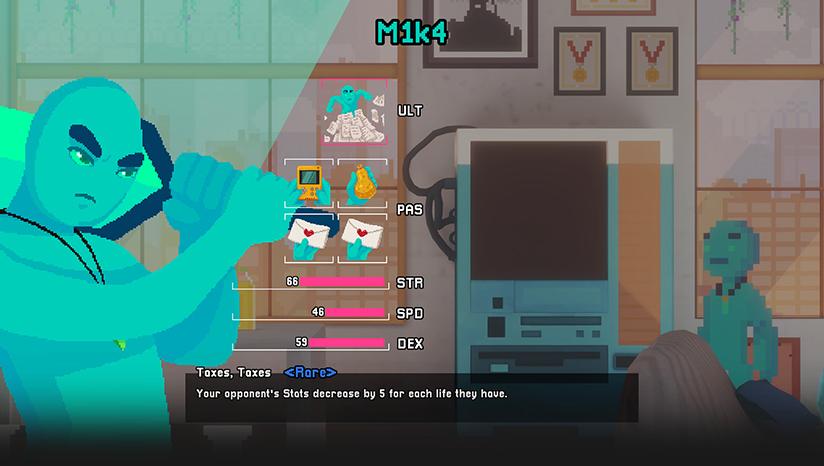 M1k4
ULT
PAS
66 STR
46 SPD
59 DEX
Taxes, Taxes <Rare>
Your opponent's Stats decrease by 5 for each life they have.